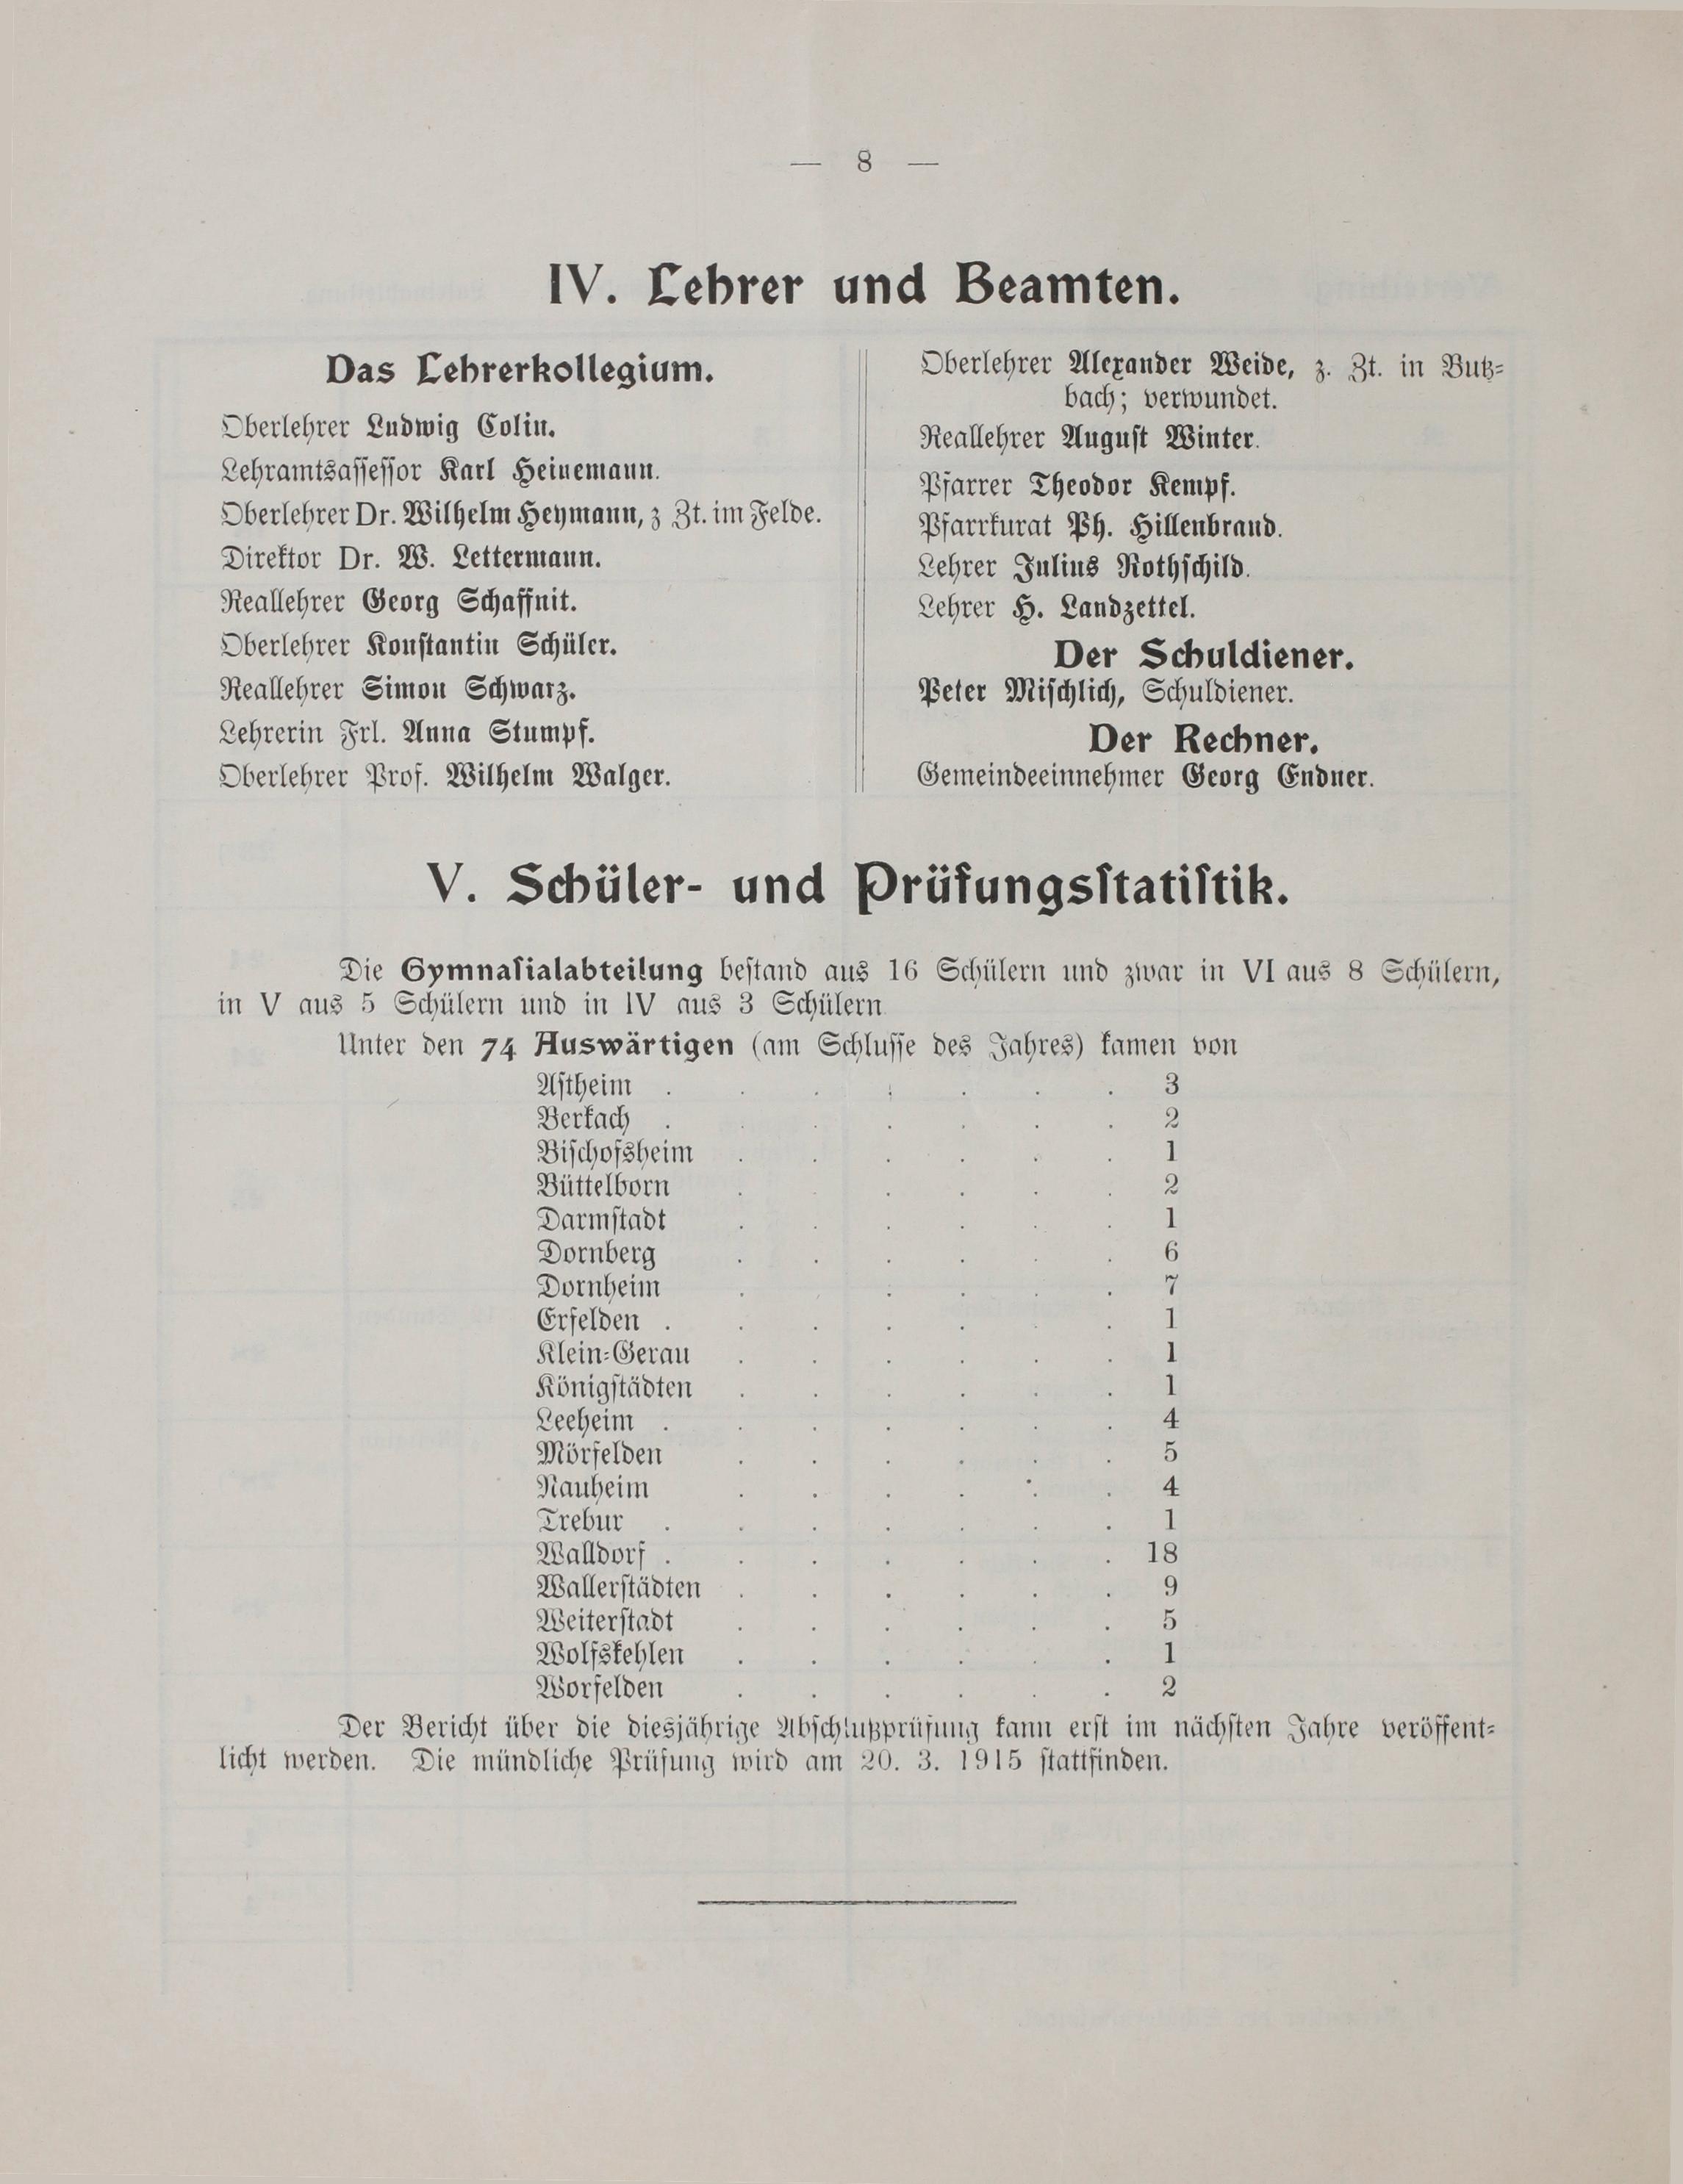 — 8 —
IV. Lehrer und Beamten.
Das Lehrerkollegium.
Oberlehrer Ludwig Colin.
Lehramtsassessor Karl Heinemann.
Oberlehrer Dr. Wilhelm Heymann, z Zt. im Felde.
Direktor Dr. W. Lettermann.
Reallehrer Georg Schaffnit.
Oberlehrer Konstantin Schüler.
Reallehrer Simon Schwarz.
Lehrerin Frl. Anna Stumpf.
Oberlehrer Prof. Wilhelm Walger.
Oberlehrer Alexander Weide, z. Zt. in Butz-
bach; verwundet.
Reallehrer August Winter.
Pfarrer Theodor Kempf.
Pfarrkurat Ph. Hillenbrand.
Lehrer Julius Rothschild.
Lehrer H. Landzettel.
Der Schuldiener.
Peter Mischlich, Schuldiener.
Der Rechner.
Gemeindeeinnehmer Georg Endner.
V. Schüler- und Prüfungsstatistik.
Die Gymnasialabteilung bestand aus 16 Schülern und zwar in VI aus 8 Schülern,
in V aus 5 Schülern und in IV aus 3 Schülern.
Unter den 74 Auswärtigen (am Schlusse des Jahres) kamen von
Astheim . . . . . . . 3
Berkach . . . . . . . 2
Bischofsheim . . . . . . 1
Büttelborn . . . . . . 2
Darmstadt . . . . . . 1
Dornberg . . . . . . 6
Dornheim . . . . . . 7
Erfelden . . . . . . . 1
Klein-Gerau . . . . . . 1
Königstädten . . . . . . 1
Leeheim . . . . . . . 4
Mörfelden . . . . . . 5
Nauheim . . . . . . 4
Trebur . . . . . . . 1
Walldorf . . . . . . . 18
Wallerstädten . . . . . . 9
Weiterstadt . . . . . . 5
Wolfskehlen . . . . . . 1
Worfelden . . . . . . 2
Der Bericht über die diesjährige Abschlußprüfung kann erst im nächsten Jahre veröffent-
licht werden. Die mündliche Prüfung wird am 20. 3. 1915 stattfinden.